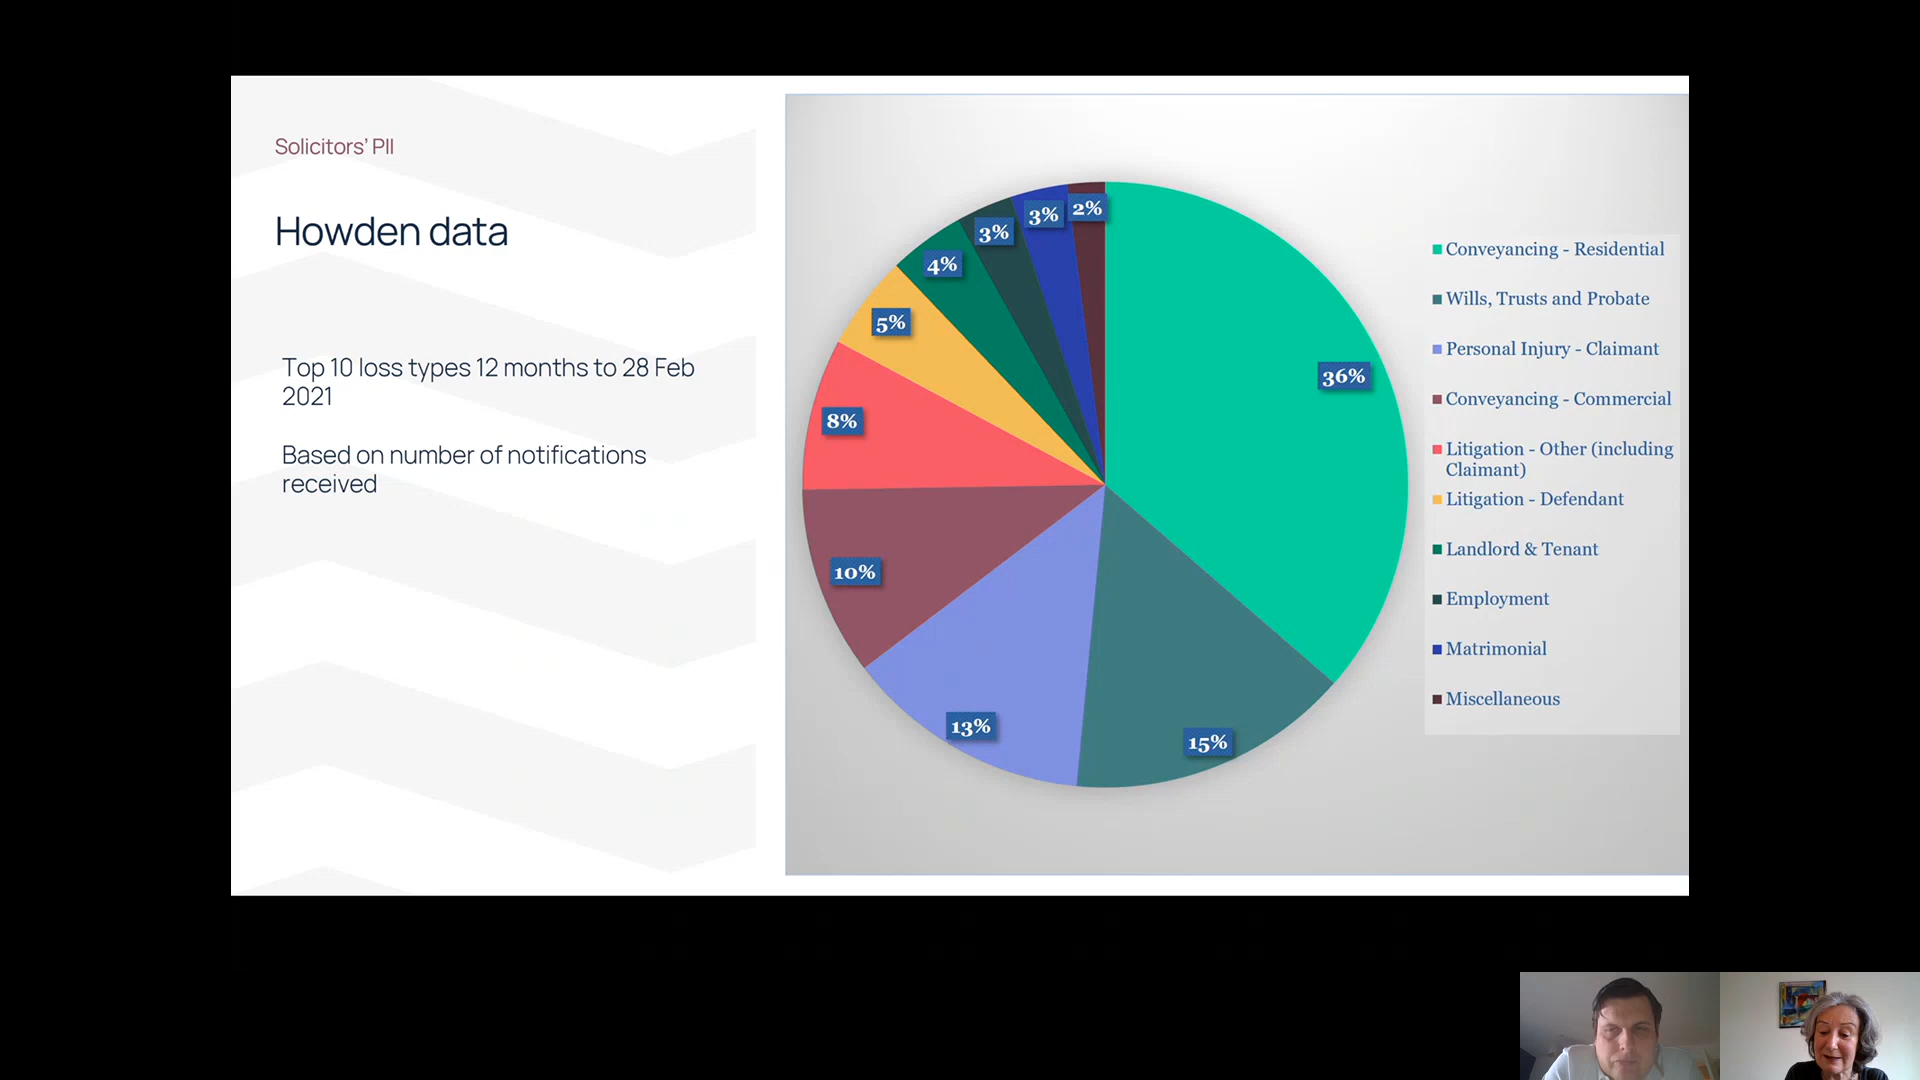 Solicitors' PII
Howden data
Top 10 loss types 12 months to 28 Feb
2021
Based on number of notifications
received
36%
15%
13%
10%
8%
5%
4%
3%
3%
2%
Conveyancing - Residential
Wills, Trusts and Probate
Personal Injury - Claimant
Conveyancing - Commercial
Litigation - Other (including
Claimant)
Litigation - Defendant
Landlord & Tenant
Employment
Matrimonial
Miscellaneous